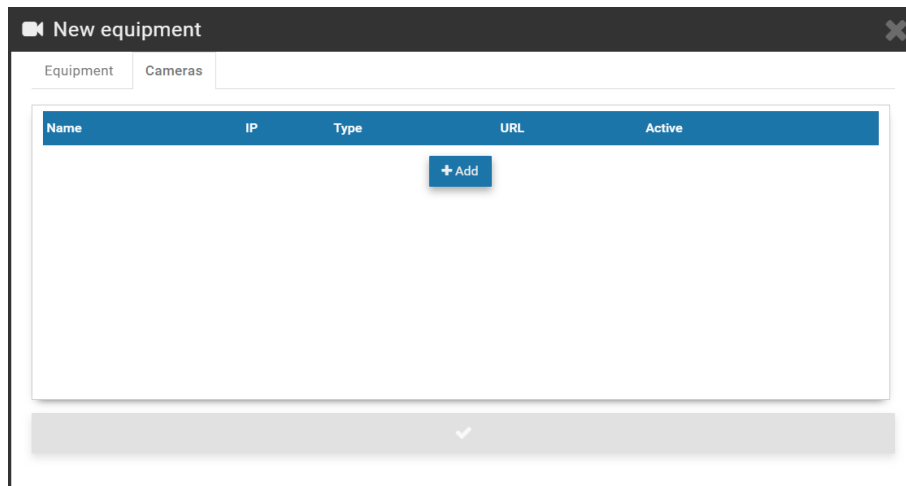 New equipment
Equipment Cameras
Name IP Type URL Active
+ Add